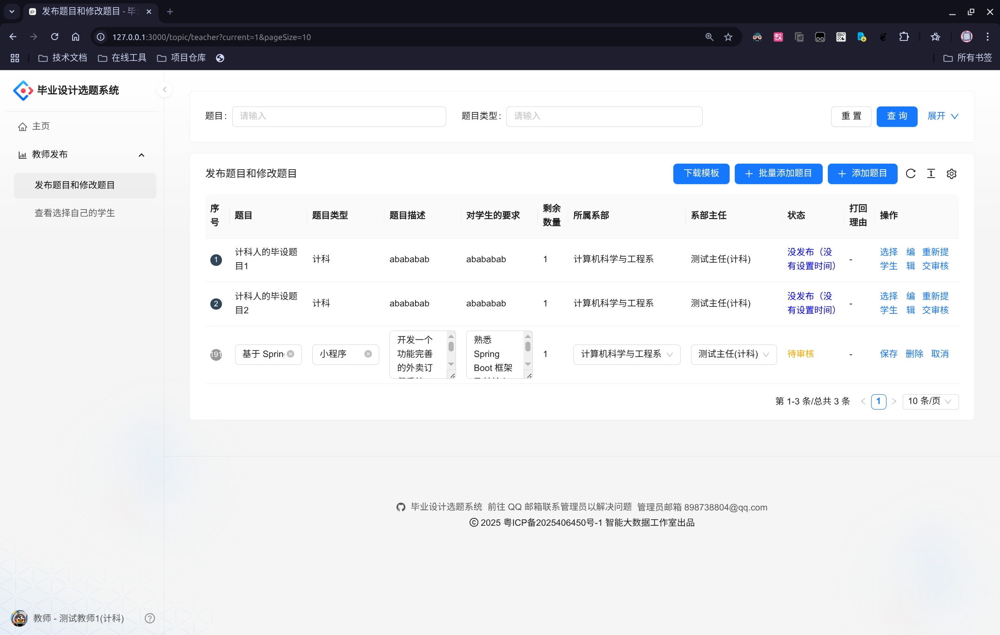 发布题目和修改题目 - 毕
127.0.0.1:3000/topic/teacher?current=1&pageSize=10
技术文档
在线工具
项目仓库
所有书签
毕业设计选题系统
主页
教师发布
发布题目和修改题目
查看选择自己的学生
题目:
请输入
题目类型:
请输入
重 置
查 询
展开
发布题目和修改题目
下载模板
批量添加题目
添加题目
序
号
题目
题目类型
题目描述
对学生的要求
剩余
数量
所属系部
系部主任
状态
打回
理由
操作
1
计科人的毕设题
目1
计科
abababab
abababab
1
计算机科学与工程系
测试主任(计科)
没发布（没
有设置时间）
-
选择
学生
编
辑
重新提
交审核
2
计科人的毕设题
目2
计科
abababab
abababab
1
计算机科学与工程系
测试主任(计科)
没发布（没
有设置时间）
-
选择
学生
编
辑
重新提
交审核
191
基于 Spring
小程序
开发一个
功能完善
的外卖订
熟悉
Spring
Boot 框架
1
计算机科学与工程系
测试主任(计科)
待审核
-
保存
删除
取消
第 1-3 条/总共 3 条
1
10 条/页
毕业设计选题系统 前往 QQ 邮箱联系管理员以解决问题 管理员邮箱 898738804@qq.com
© 2025 粤ICP备2025406450号-1 智能大数据工作室出品
教师 - 测试教师1(计科)